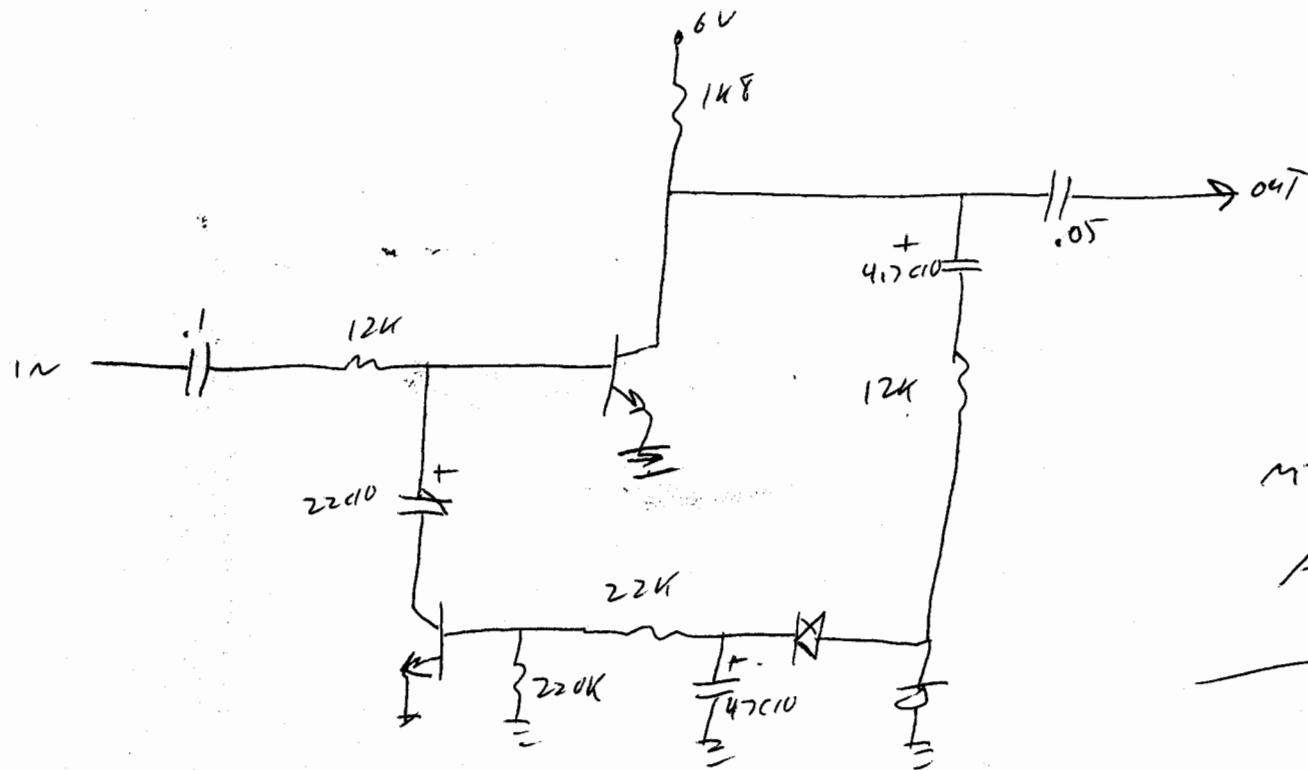 6V
1K8
OUT
.05
+
4.7C10
.1
12K
IN
12K
+
22C10
22K
220K
+
47C10